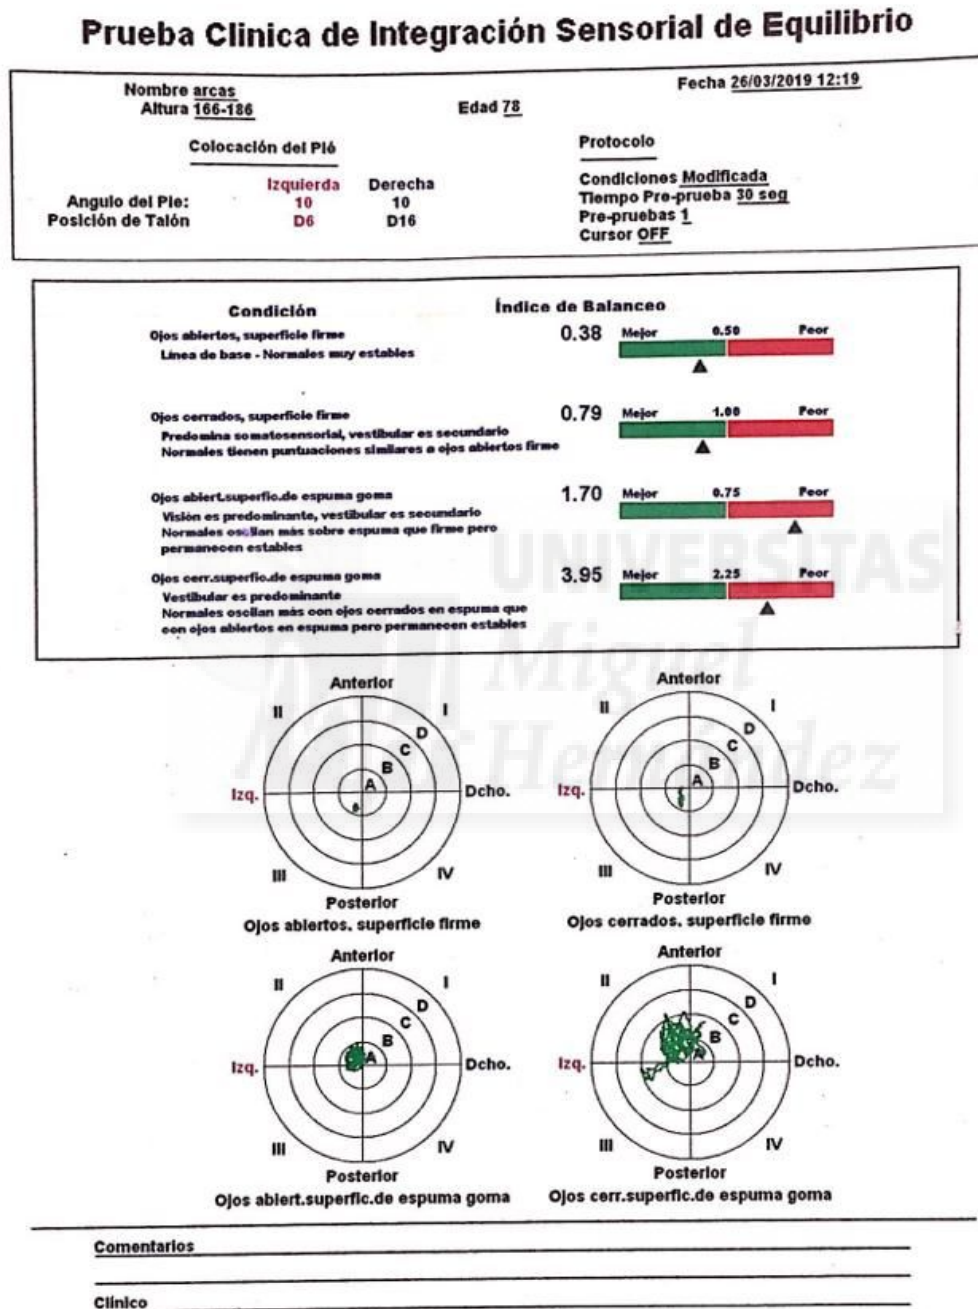 Prueba Clinica de Integración Sensorial de Equilibrio
Nombre arcas
Fecha 26/03/2019 12:19
Altura 166-186
Edad 78
Colocación del Pié
Protocolo
Izquierda Derecha
Condiciones Modificada
Angulo del Pie: 10 10
Tiempo Pre-prueba 30 seg
Posición de Talón D6 D16
Pre-pruebas 1
Cursor OFF
Condición Índice de Balanceo
Ojos abiertos, superficie firme 0.38 Mejor 0.50 Peor
Línea de base - Normales muy estables
Ojos cerrados, superficie firme 0.79 Mejor 1.00 Peor
Predomina somatosensorial, vestibular es secundario
Normales tienen puntuaciones similares a ojos abiertos firme
Ojos abiert.superfic.de espuma goma 1.70 Mejor 0.75 Peor
Visión es predominante, vestibular es secundario
Normales oscilan más sobre espuma que firme pero
permanecen estables
Ojos cerr.superfic.de espuma goma 3.95 Mejor 2.25 Peor
Vestibular es predominante
Normales oscilan más con ojos cerrados en espuma que
con ojos abiertos en espuma pero permanecen estables
UNIVERSITAS
Miguel
Hernández
Anterior
II I
D
C
B
A
Izq. Dcho.
III IV
Posterior
Ojos abiertos. superficie firme
Anterior
II I
D
C
B
A
Izq. Dcho.
III IV
Posterior
Ojos cerrados. superficie firme
Anterior
II I
D
C
B
A
Izq. Dcho.
III IV
Posterior
Ojos abiert.superfic.de espuma goma
Anterior
II I
D
C
B
A
Izq. Dcho.
III IV
Posterior
Ojos cerr.superfic.de espuma goma
Comentarios
Clínico